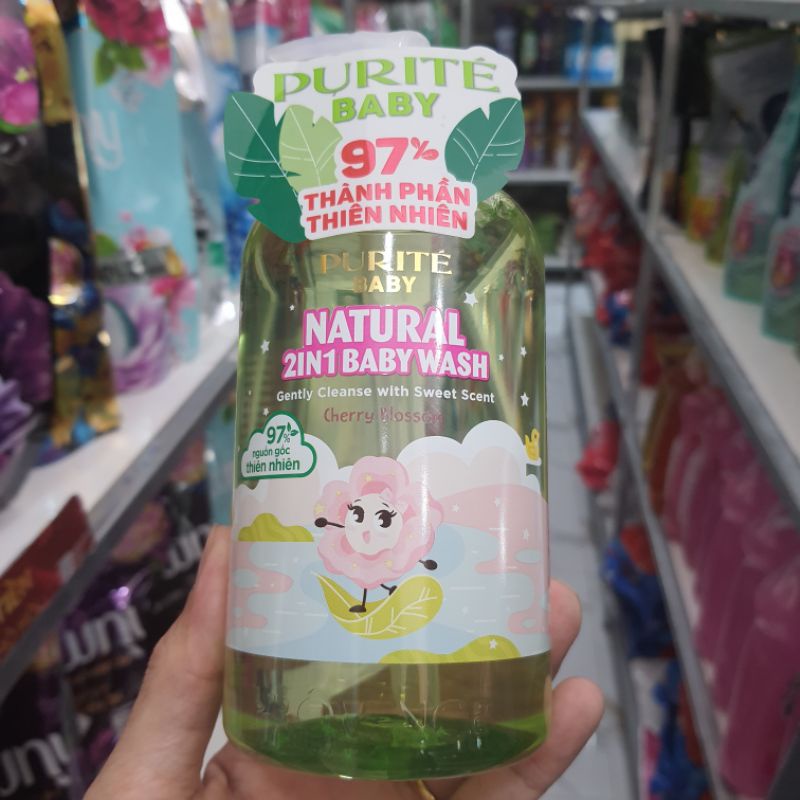 PURITÉ
BABY
97%
THÀNH PHẦN
THIÊN NHIÊN
PURITÉ
BABY
NATURAL
2IN1 BABY WASH
Gently Cleanse with Sweet Scent
Cherry Blossom
97%
nguồn gốc
thiên nhiên
PROVENCE